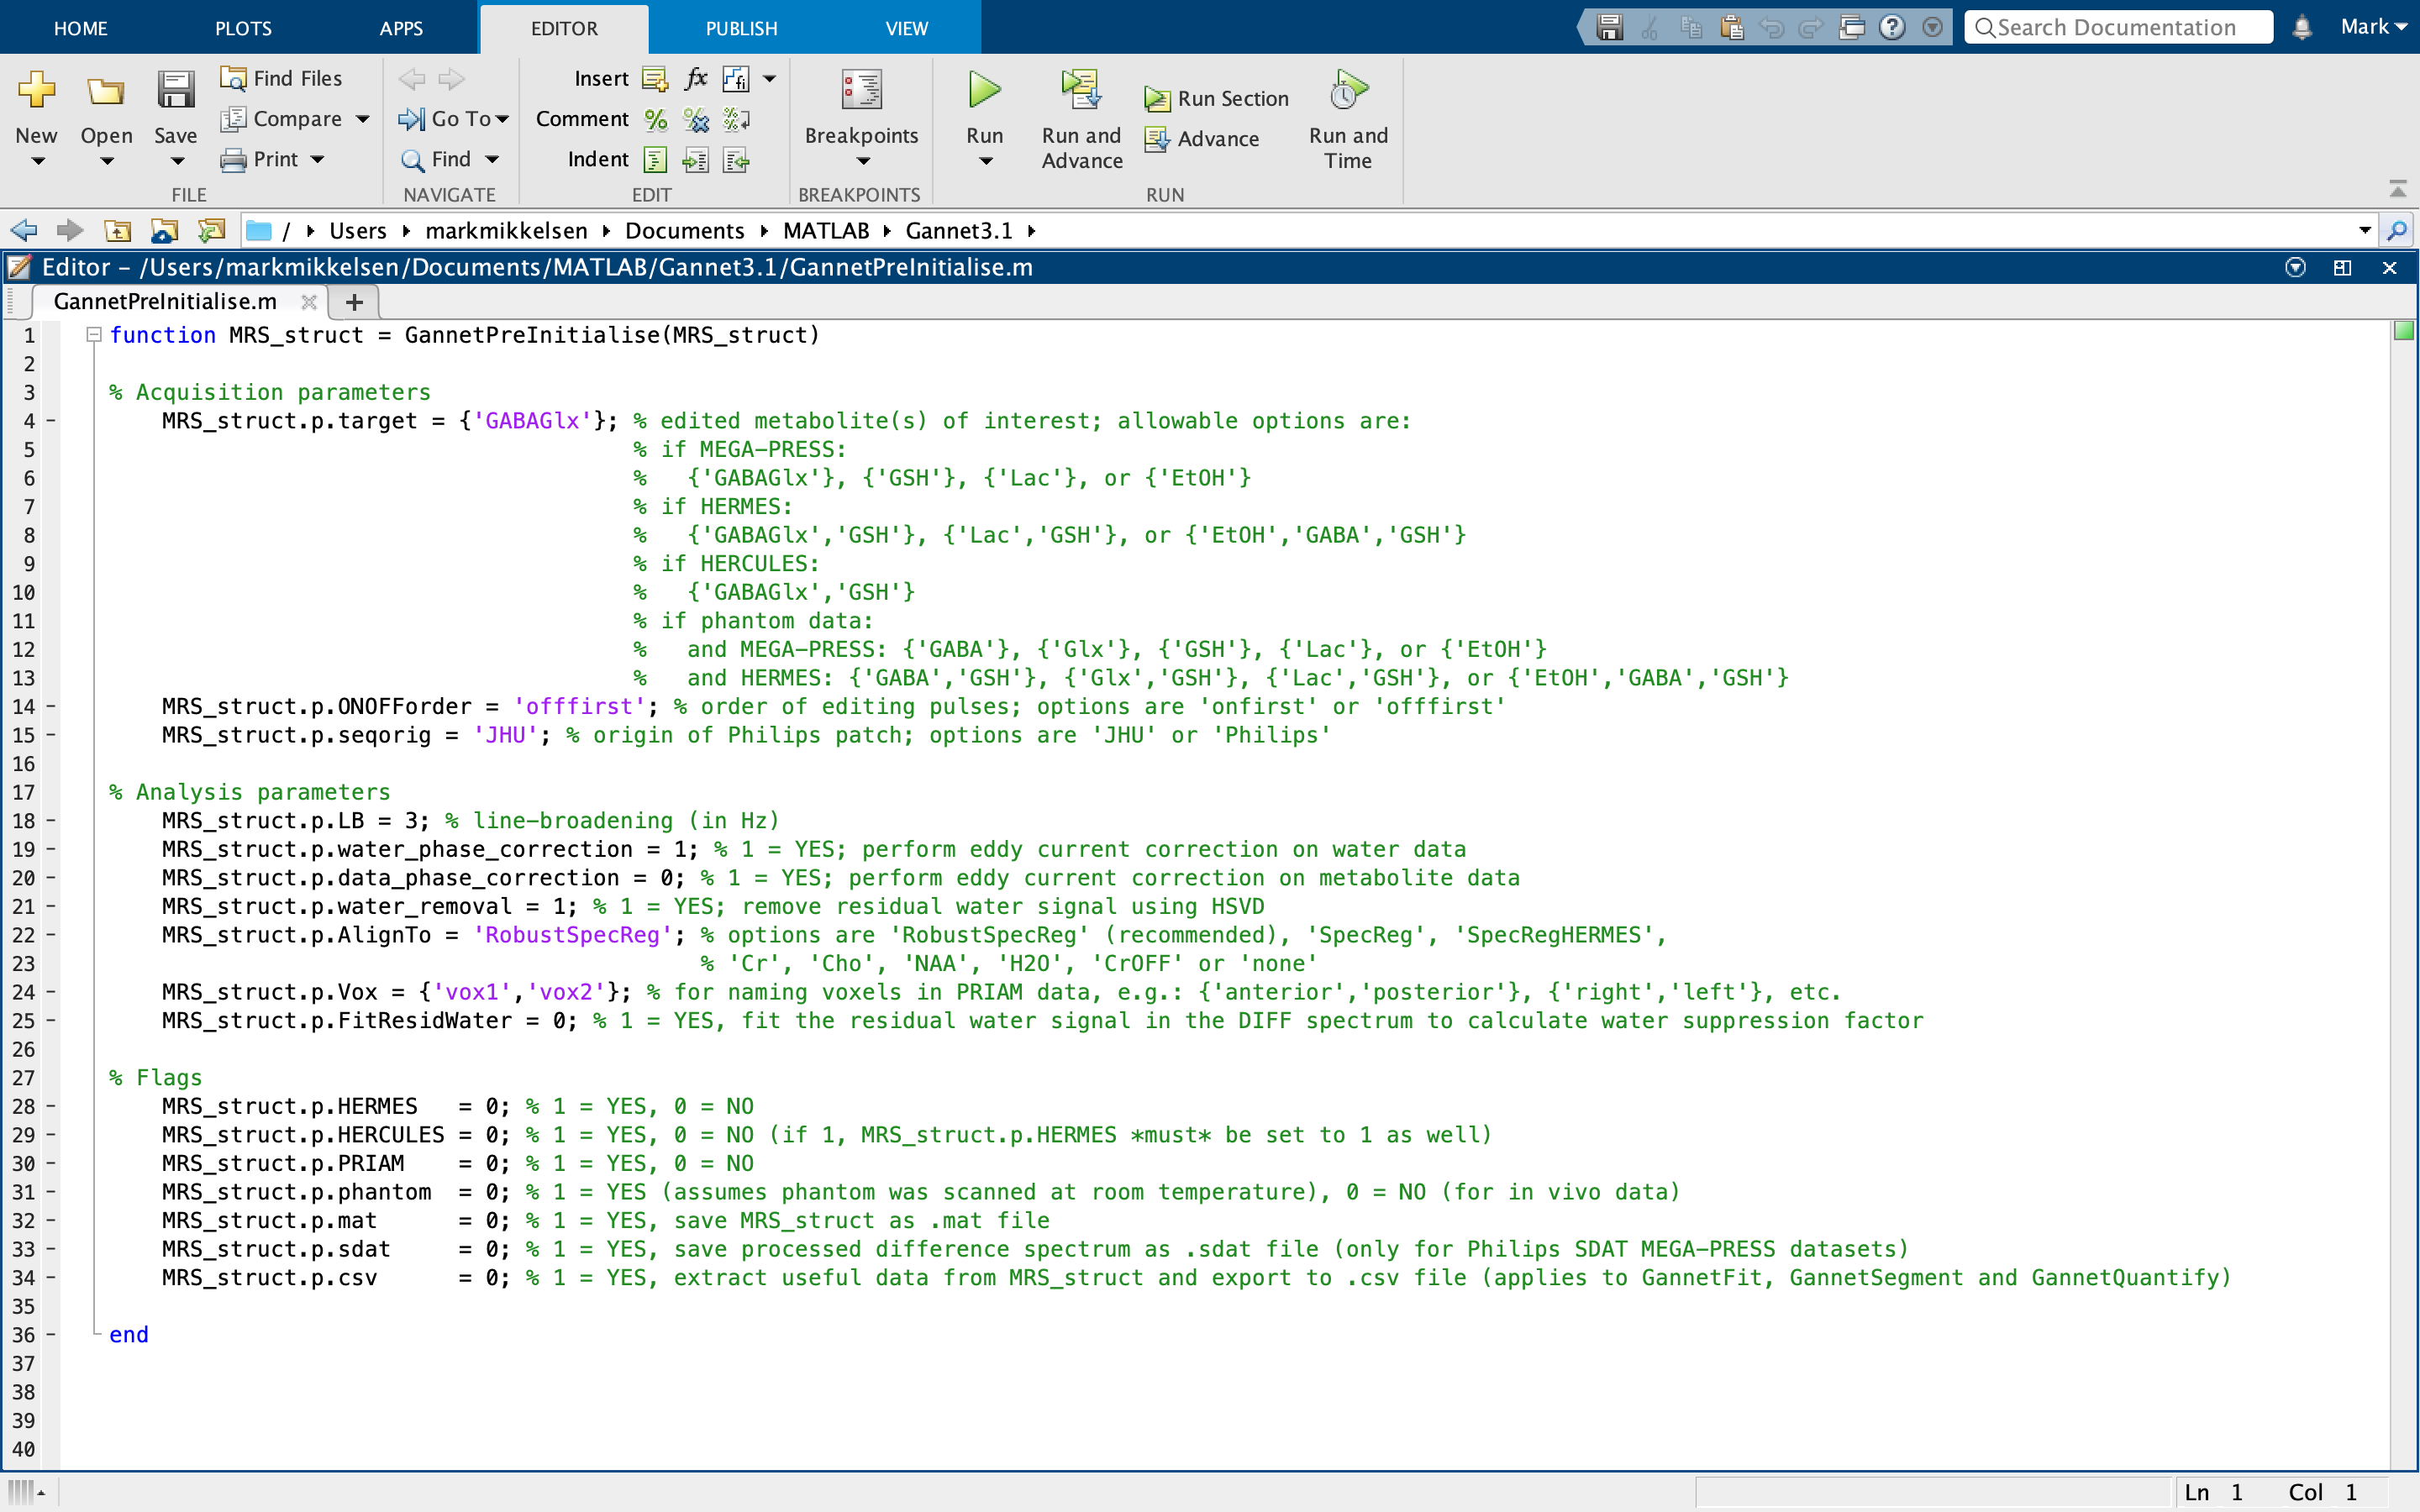 HOME PLOTS APPS EDITOR PUBLISH VIEW Search Documentation Mark
New Open Save Find Files Compare Print FILE
Go To Find NAVIGATE
Insert fx fi
Comment
Indent
EDIT
Breakpoints BREAKPOINTS
Run Run and Advance Run Section Advance Run and Time RUN
/ Users markmikkelsen Documents MATLAB Gannet3.1
Editor - /Users/markmikkelsen/Documents/MATLAB/Gannet3.1/GannetPreInitialise.m
GannetPreInitialise.m
1 function MRS_struct = GannetPreInitialise(MRS_struct)
2
3 % Acquisition parameters
4 - MRS_struct.p.target = {'GABAGlx'}; % edited metabolite(s) of interest; allowable options are:
5 % if MEGA-PRESS:
6 % {'GABAGlx'}, {'GSH'}, {'Lac'}, or {'EtOH'}
7 % if HERMES:
8 % {'GABAGlx','GSH'}, {'Lac','GSH'}, or {'EtOH','GABA','GSH'}
9 % if HERCULES:
10 % {'GABAGlx','GSH'}
11 % if phantom data:
12 % and MEGA-PRESS: {'GABA'}, {'Glx'}, {'GSH'}, {'Lac'}, or {'EtOH'}
13 % and HERMES: {'GABA','GSH'}, {'Glx','GSH'}, {'Lac','GSH'}, or {'EtOH','GABA','GSH'}
14 - MRS_struct.p.ONOFForder = 'offfirst'; % order of editing pulses; options are 'onfirst' or 'offfirst'
15 - MRS_struct.p.seqorig = 'JHU'; % origin of Philips patch; options are 'JHU' or 'Philips'
16
17 % Analysis parameters
18 - MRS_struct.p.LB = 3; % line-broadening (in Hz)
19 - MRS_struct.p.water_phase_correction = 1; % 1 = YES; perform eddy current correction on water data
20 - MRS_struct.p.data_phase_correction = 0; % 1 = YES; perform eddy current correction on metabolite data
21 - MRS_struct.p.water_removal = 1; % 1 = YES; remove residual water signal using HSVD
22 - MRS_struct.p.AlignTo = 'RobustSpecReg'; % options are 'RobustSpecReg' (recommended), 'SpecReg', 'SpecRegHERMES',
23 % 'Cr', 'Cho', 'NAA', 'H2O', 'CrOFF' or 'none'
24 - MRS_struct.p.Vox = {'vox1','vox2'}; % for naming voxels in PRIAM data, e.g.: {'anterior','posterior'}, {'right','left'}, etc.
25 - MRS_struct.p.FitResidWater = 0; % 1 = YES, fit the residual water signal in the DIFF spectrum to calculate water suppression factor
26
27 % Flags
28 - MRS_struct.p.HERMES = 0; % 1 = YES, 0 = NO
29 - MRS_struct.p.HERCULES = 0; % 1 = YES, 0 = NO (if 1, MRS_struct.p.HERMES *must* be set to 1 as well)
30 - MRS_struct.p.PRIAM = 0; % 1 = YES, 0 = NO
31 - MRS_struct.p.phantom = 0; % 1 = YES (assumes phantom was scanned at room temperature), 0 = NO (for in vivo data)
32 - MRS_struct.p.mat = 0; % 1 = YES, save MRS_struct as .mat file
33 - MRS_struct.p.sdat = 0; % 1 = YES, save processed difference spectrum as .sdat file (only for Philips SDAT MEGA-PRESS datasets)
34 - MRS_struct.p.csv = 0; % 1 = YES, extract useful data from MRS_struct and export to .csv file (applies to GannetFit, GannetSegment and GannetQuantify)
35
36 - end
37
38
39
40
Ln 1 Col 1